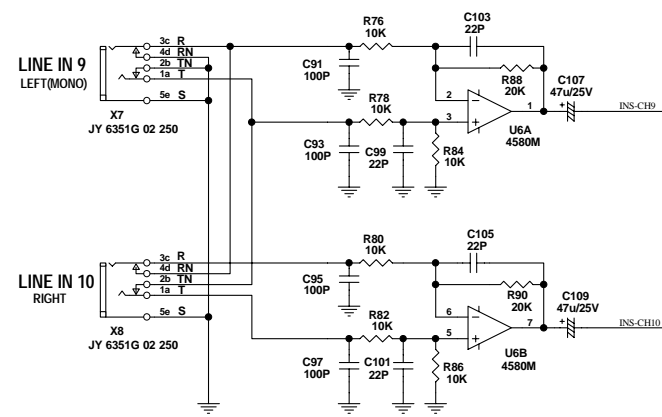 LINE IN 9
LEFT(MONO)
3c R
4d RN
2b TN
1a T
5e S
X7
JY 6351G 02 250
R76
10K
C103
22P
C91
100P
R88
20K
C107
47u/25V
+
R78
10K
2
3
1
INS-CH9
C93
100P
C99
22P
R84
10K
U6A
4580M
LINE IN 10
RIGHT
3c R
4d RN
2b TN
1a T
5e S
X8
JY 6351G 02 250
R80
10K
C105
22P
C95
100P
R90
20K
C109
47u/25V
+
R82
10K
6
5
7
INS-CH10
C97
100P
C101
22P
R86
10K
U6B
4580M